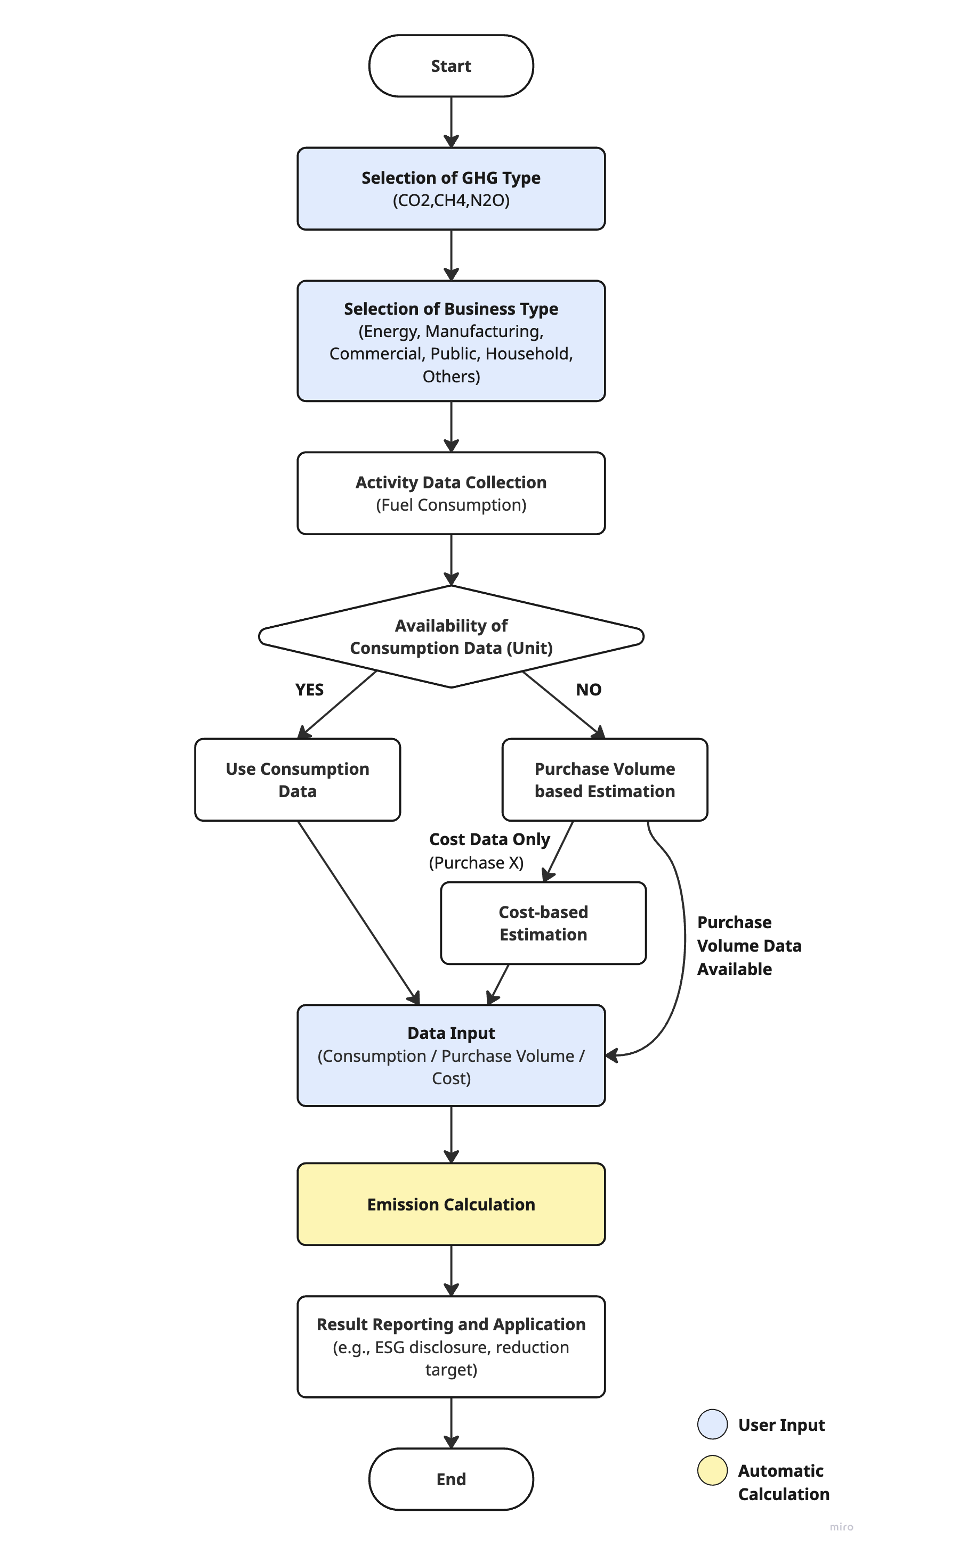 Start
Selection of GHG Type
(CO2,CH4,N2O)
Selection of Business Type
(Energy, Manufacturing,
Commercial, Public, Household,
Others)
Activity Data Collection
(Fuel Consumption)
Availability of
Consumption Data (Unit)
YES
NO
Use Consumption
Data
Purchase Volume
based Estimation
Cost Data Only
(Purchase X)
Cost-based
Estimation
Purchase
Volume Data
Available
Data Input
(Consumption / Purchase Volume /
Cost)
Emission Calculation
Result Reporting and Application
(e.g., ESG disclosure, reduction
target)
End
User Input
Automatic
Calculation
miro